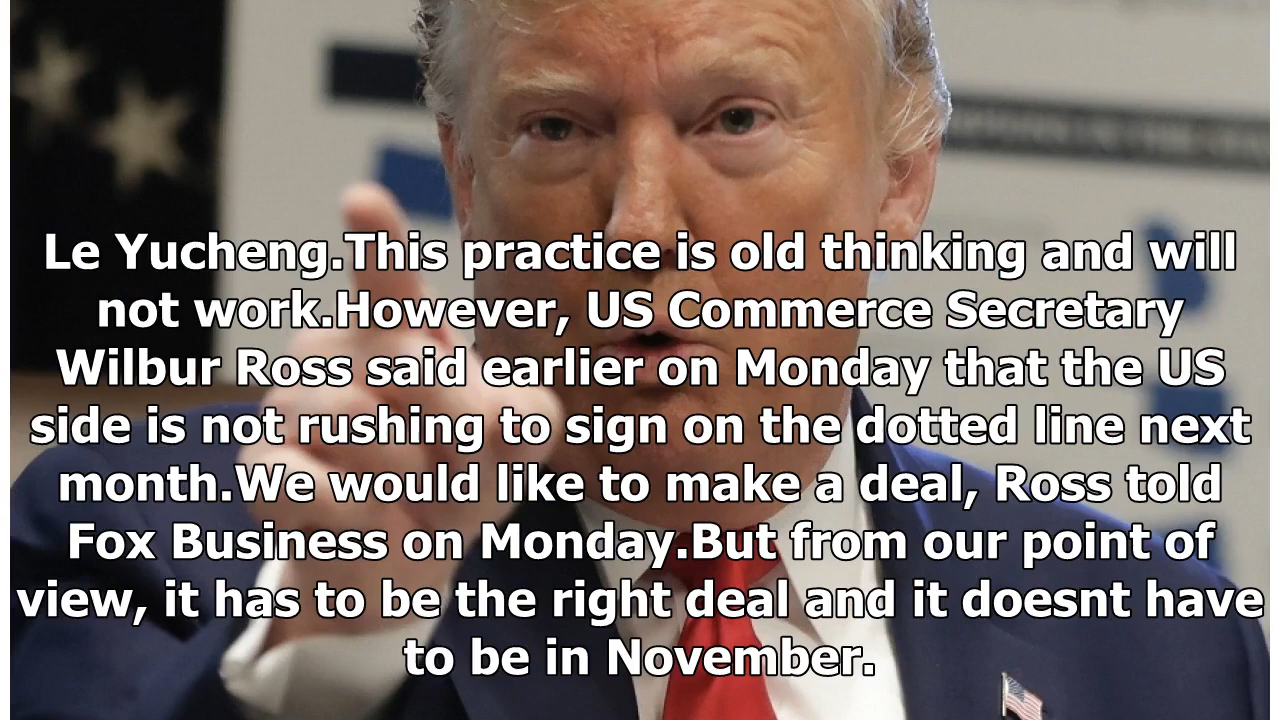 Le Yucheng.This practice is old thinking and will
not work.However, US Commerce Secretary
Wilbur Ross said earlier on Monday that the US
side is not rushing to sign on the dotted line next
month.We would like to make a deal, Ross told
Fox Business on Monday.But from our point of
view, it has to be the right deal and it doesnt have
to be in November.